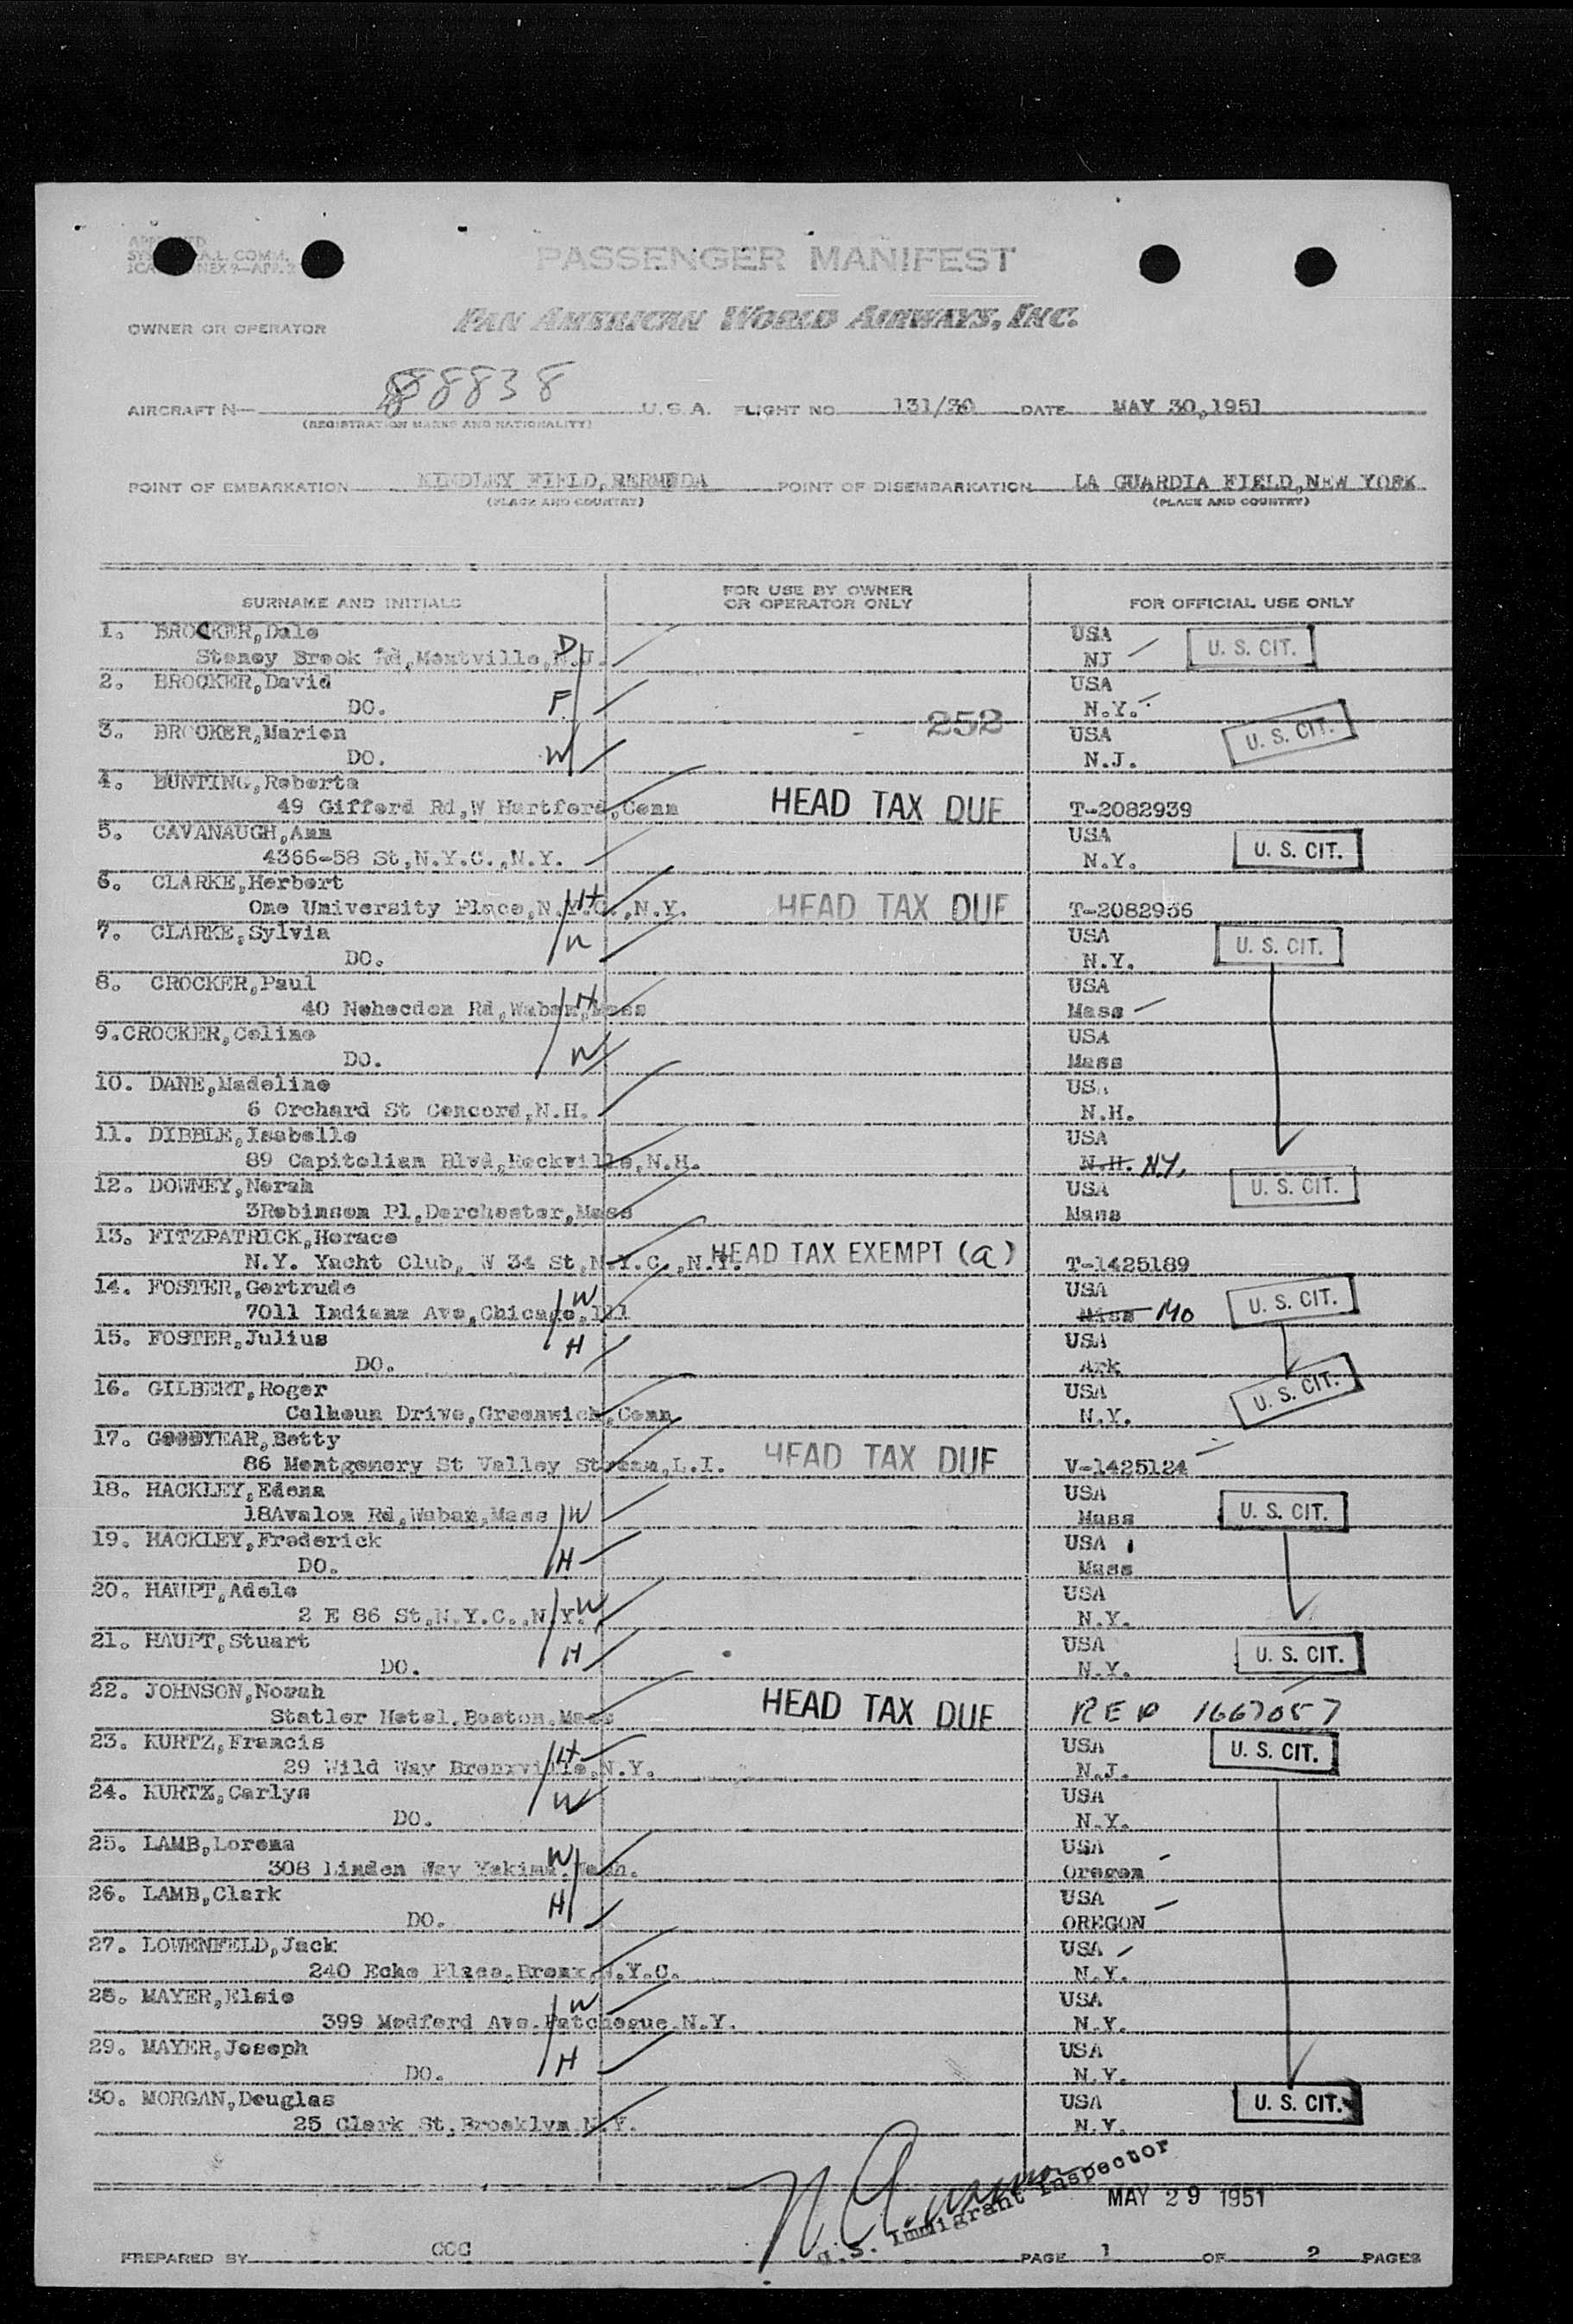 PASSENGER MANIFEST
OWNER OR OPERATOR PAN AMERICAN WORLD AIRWAYS, INC.
AIRCRAFT N— 88838 U.S.A. FLIGHT NO 131/30 DATE MAY 30,1951
(REGISTRATION MARKS AND NATIONALITY)
POINT OF EMBARKATION KINDLEY FIELD,BERMUDA POINT OF DISEMBARKATION LA GUARDIA FIELD,NEW YORK
(PLACE AND COUNTRY) (PLACE AND COUNTRY)
SURNAME AND INITIALS FOR USE BY OWNER OR OPERATOR ONLY FOR OFFICIAL USE ONLY
1. BROCKER,Dale USA
Stoney Brook Rd,Montville,N.J. D NJ U. S. CIT.
2. BROCKER,David USA
DO. F N.Y.
252
3. BROCKER,Marion USA
DO. W N.J. U. S. CIT.
4. BUNTING,Roberta
49 Gifford Rd,W Hartford,Conn HEAD TAX DUE T-2082939
5. CAVANAUGH,Ann USA
4366-58 St,N.Y.C.,N.Y. N.Y. U. S. CIT.
6. CLARKE,Herbert
One University Place,N.Y.C.,N.Y. H HEAD TAX DUE T-2082936
7. CLARKE,Sylvia USA
DO. W N.Y. U. S. CIT.
8. CROCKER,Paul USA
40 Nehoeden Rd,Waban,Mass H Mass
9.CROCKER,Celine USA
DO. W Mass
10. DANE,Madeline USA
6 Orchard St Concord,N.H. N.H.
11. DIBBLE,Isabelle USA
89 Capitolian Blvd,Rockville,N.H. N.H. N.Y.
12. DOWNEY,Norah USA U. S. CIT.
3Robinson Pl,Dorchester,Mass Mass
13. FITZPATRICK,Horace
N.Y. Yacht Club, W 34 St,N.Y.C.,N.Y. HEAD TAX EXEMPT (a) T-1425189
14. FOSTER,Gertrude USA
7011 Indiana Ave,Chicago,Ill W Miss Mo U. S. CIT.
15. FOSTER,Julius USA
DO. H Ark
16. GILBERT,Roger USA U. S. CIT.
Calhoun Drive,Greenwich,Conn N.Y.
17. GOODYEAR,Betty
86 Montgomery St Valley Stream,L.I. HEAD TAX DUE V-1425124
18. HACKLEY,Edena USA
18Avalon Rd,Waban,Mass W Mass U. S. CIT.
19. HACKLEY,Frederick USA
DO. H Mass
20. HAUPT,Adele USA
2 E 86 St,N.Y.C.,N.Y. W N.Y.
21. HAUPT,Stuart USA
DO. H N.Y. U. S. CIT.
22. JOHNSON,Nowah
Statler Hotel,Boston,Mass HEAD TAX DUE REP 1667057
23. KURTZ,Francis USA U. S. CIT.
29 Wild Way Bronxville,N.Y. H N.J.
24. KURTZ,Carlyn USA
DO. W N.Y.
25. LAMB,Lorena USA
308 Linden Way Yakima,Wash. W Oregon
26. LAMB,Clark USA
DO. H OREGON
27. LOWENFELD,Jack USA
240 Echo Place,Bronx,N.Y.C. N.Y.
28. MAYER,Elsie USA
399 Medford Ave,Patchogue,N.Y. W N.Y.
29. MAYER,Joseph USA
DO. H N.Y.
30. MORGAN,Douglas USA U. S. CIT.
25 Clark St,Brooklyn N.Y. N.Y.
U.S. Immigrant Inspector
MAY 29 1951
PREPARED BY COC PAGE 1 OF 2 PAGES